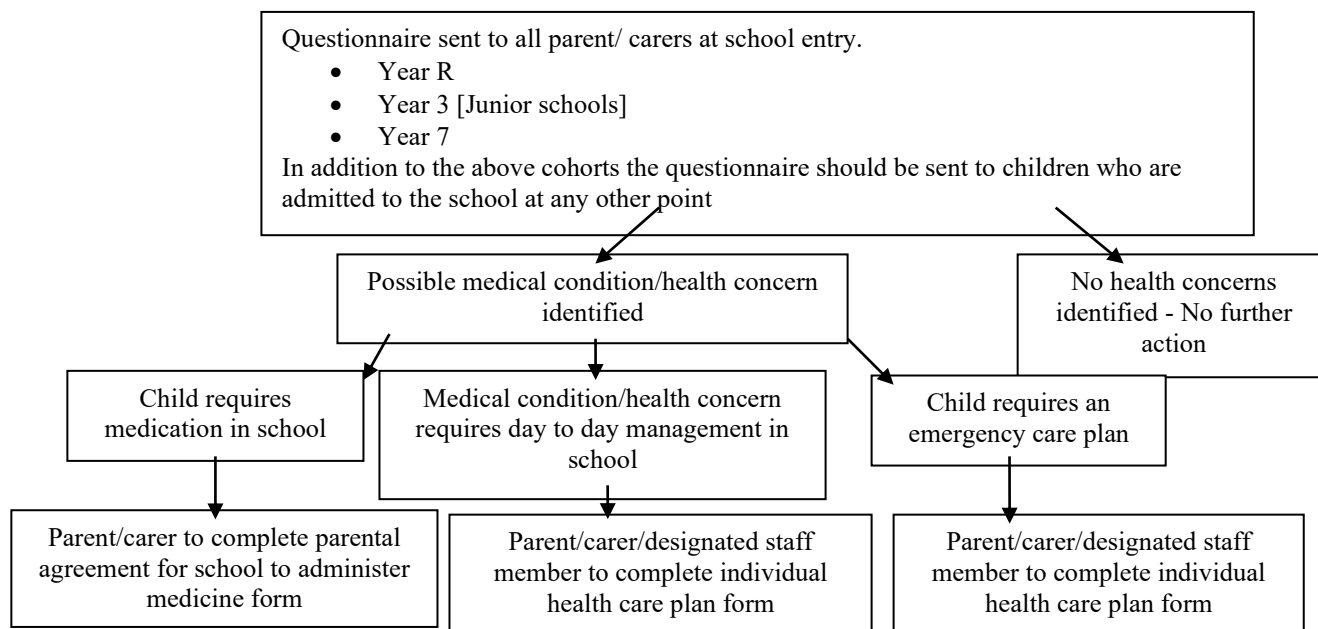 Questionnaire sent to all parent/ carers at school entry.
• Year R
• Year 3 [Junior schools]
• Year 7
In addition to the above cohorts the questionnaire should be sent to children who are
admitted to the school at any other point
Possible medical condition/health concern
identified
No health concerns
identified - No further
action
Child requires
medication in school
Medical condition/health concern
requires day to day management in
school
Child requires an
emergency care plan
Parent/carer to complete parental
agreement for school to administer
medicine form
Parent/carer/designated staff
member to complete individual
health care plan form
Parent/carer/designated staff
member to complete individual
health care plan form